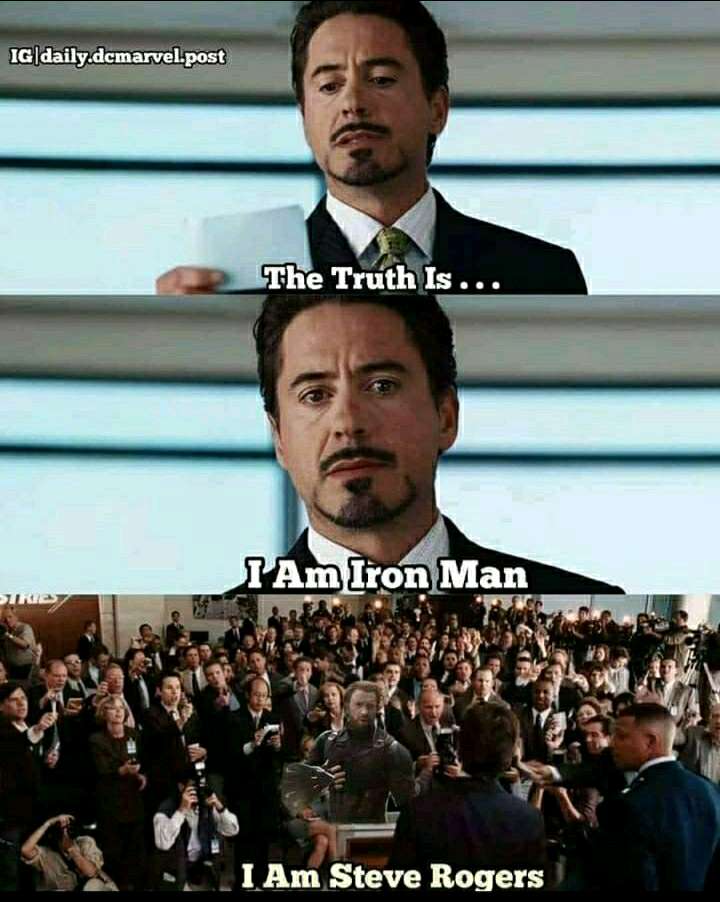 IG|daily.dcmarvel.post
The Truth Is . . .
I Am Iron Man
I Am Steve Rogers